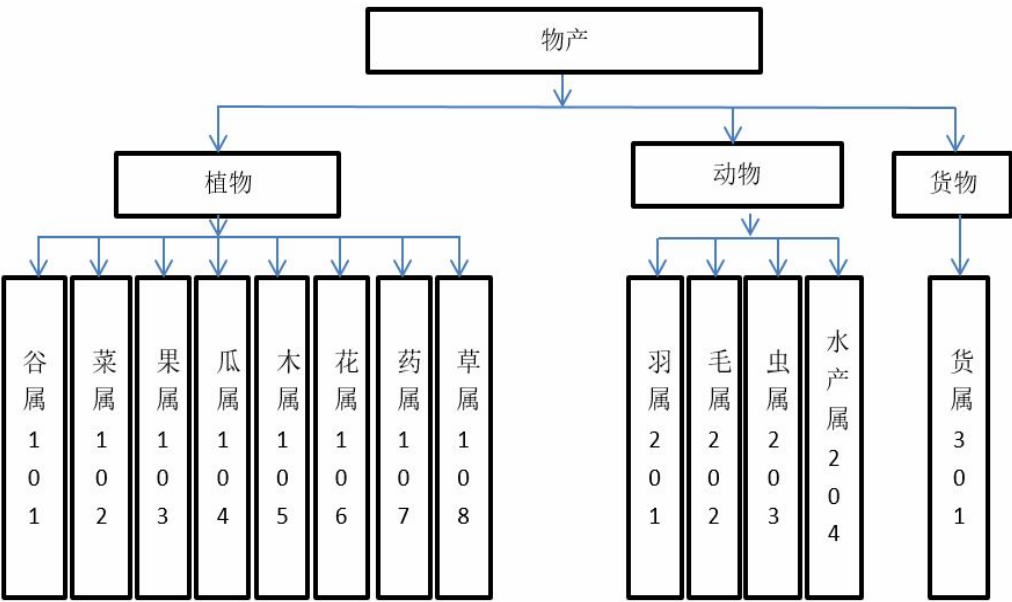 物产
植物
动物
货物
谷属101
菜属102
果属103
瓜属104
木属105
花属106
药属107
草属108
羽属201
毛属202
虫属203
水产属204
货属301